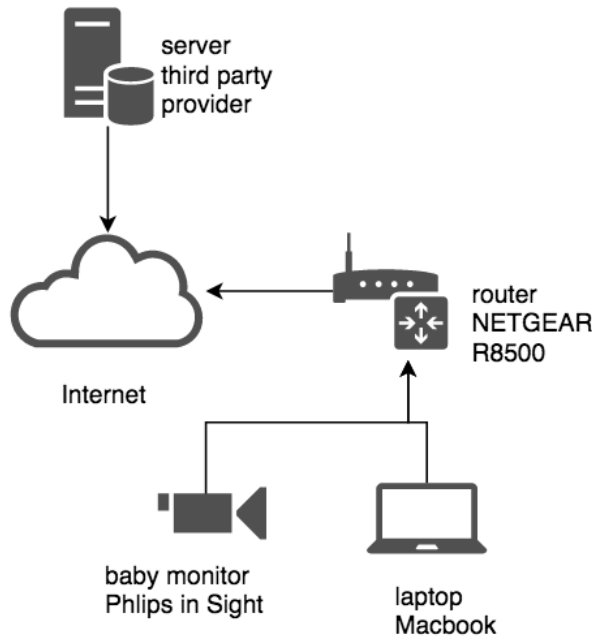 server
third party
provider
router
NETGEAR
R8500
Internet
baby monitor
Phlips in Sight
laptop
Macbook